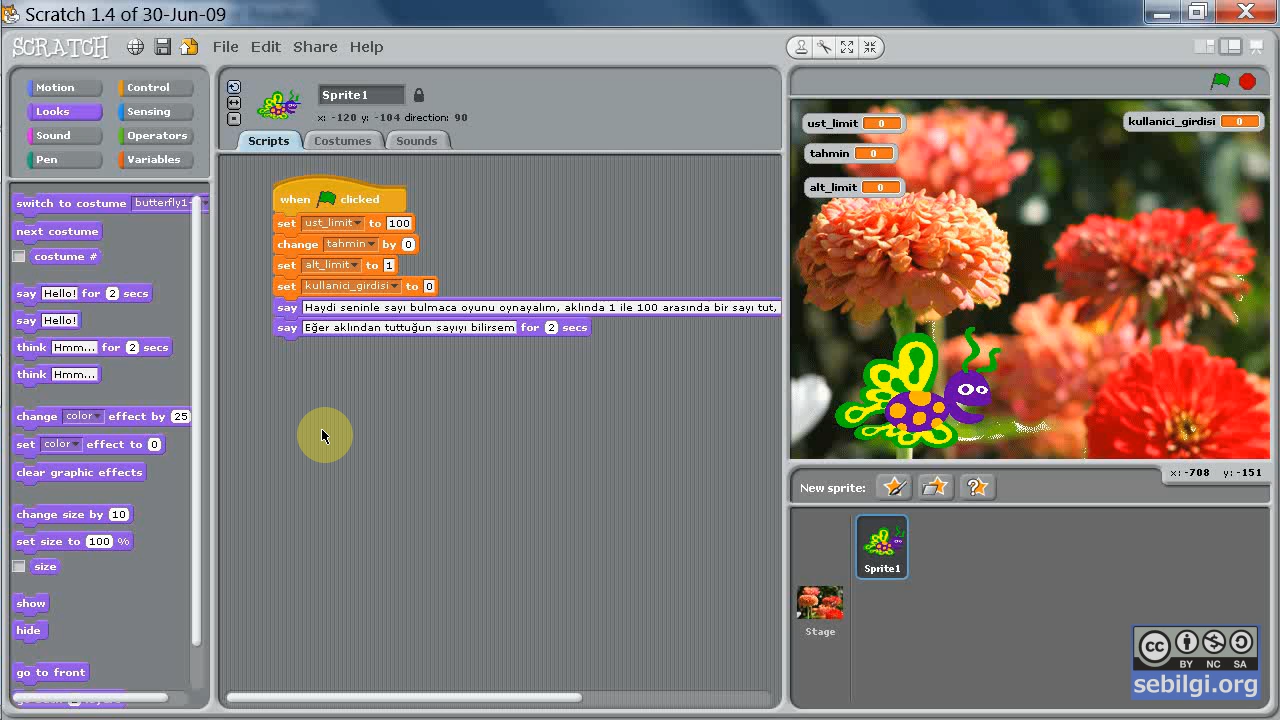 Scratch 1.4 of 30-Jun-09
SCRATCH
File Edit Share Help
Motion Control
Looks Sensing
Sound Operators
Pen Variables
switch to costume butterfly1-
next costume
costume #
say Hello! for 2 secs
say Hello!
think Hmm... for 2 secs
think Hmm...
change color effect by 25
set color effect to 0
clear graphic effects
change size by 10
set size to 100 %
size
show
hide
go to front
Sprite1
x: -120 y: -104 direction: 90
Scripts Costumes Sounds
when clicked
set ust_limit to 100
change tahmin by 0
set alt_limit to 1
set kullanici_girdisi to 0
say Haydi seninle sayı bulmaca oyunu oynayalım, aklında 1 ile 100 arasında bir sayı tut,
say Eğer aklından tuttuğun sayıyı bilirsem for 2 secs
ust_limit 0
kullanici_girdisi 0
tahmin 0
alt_limit 0
x: -708 y: -151
New sprite:
Sprite1
Stage
cc BY NC SA
sebilgi.org